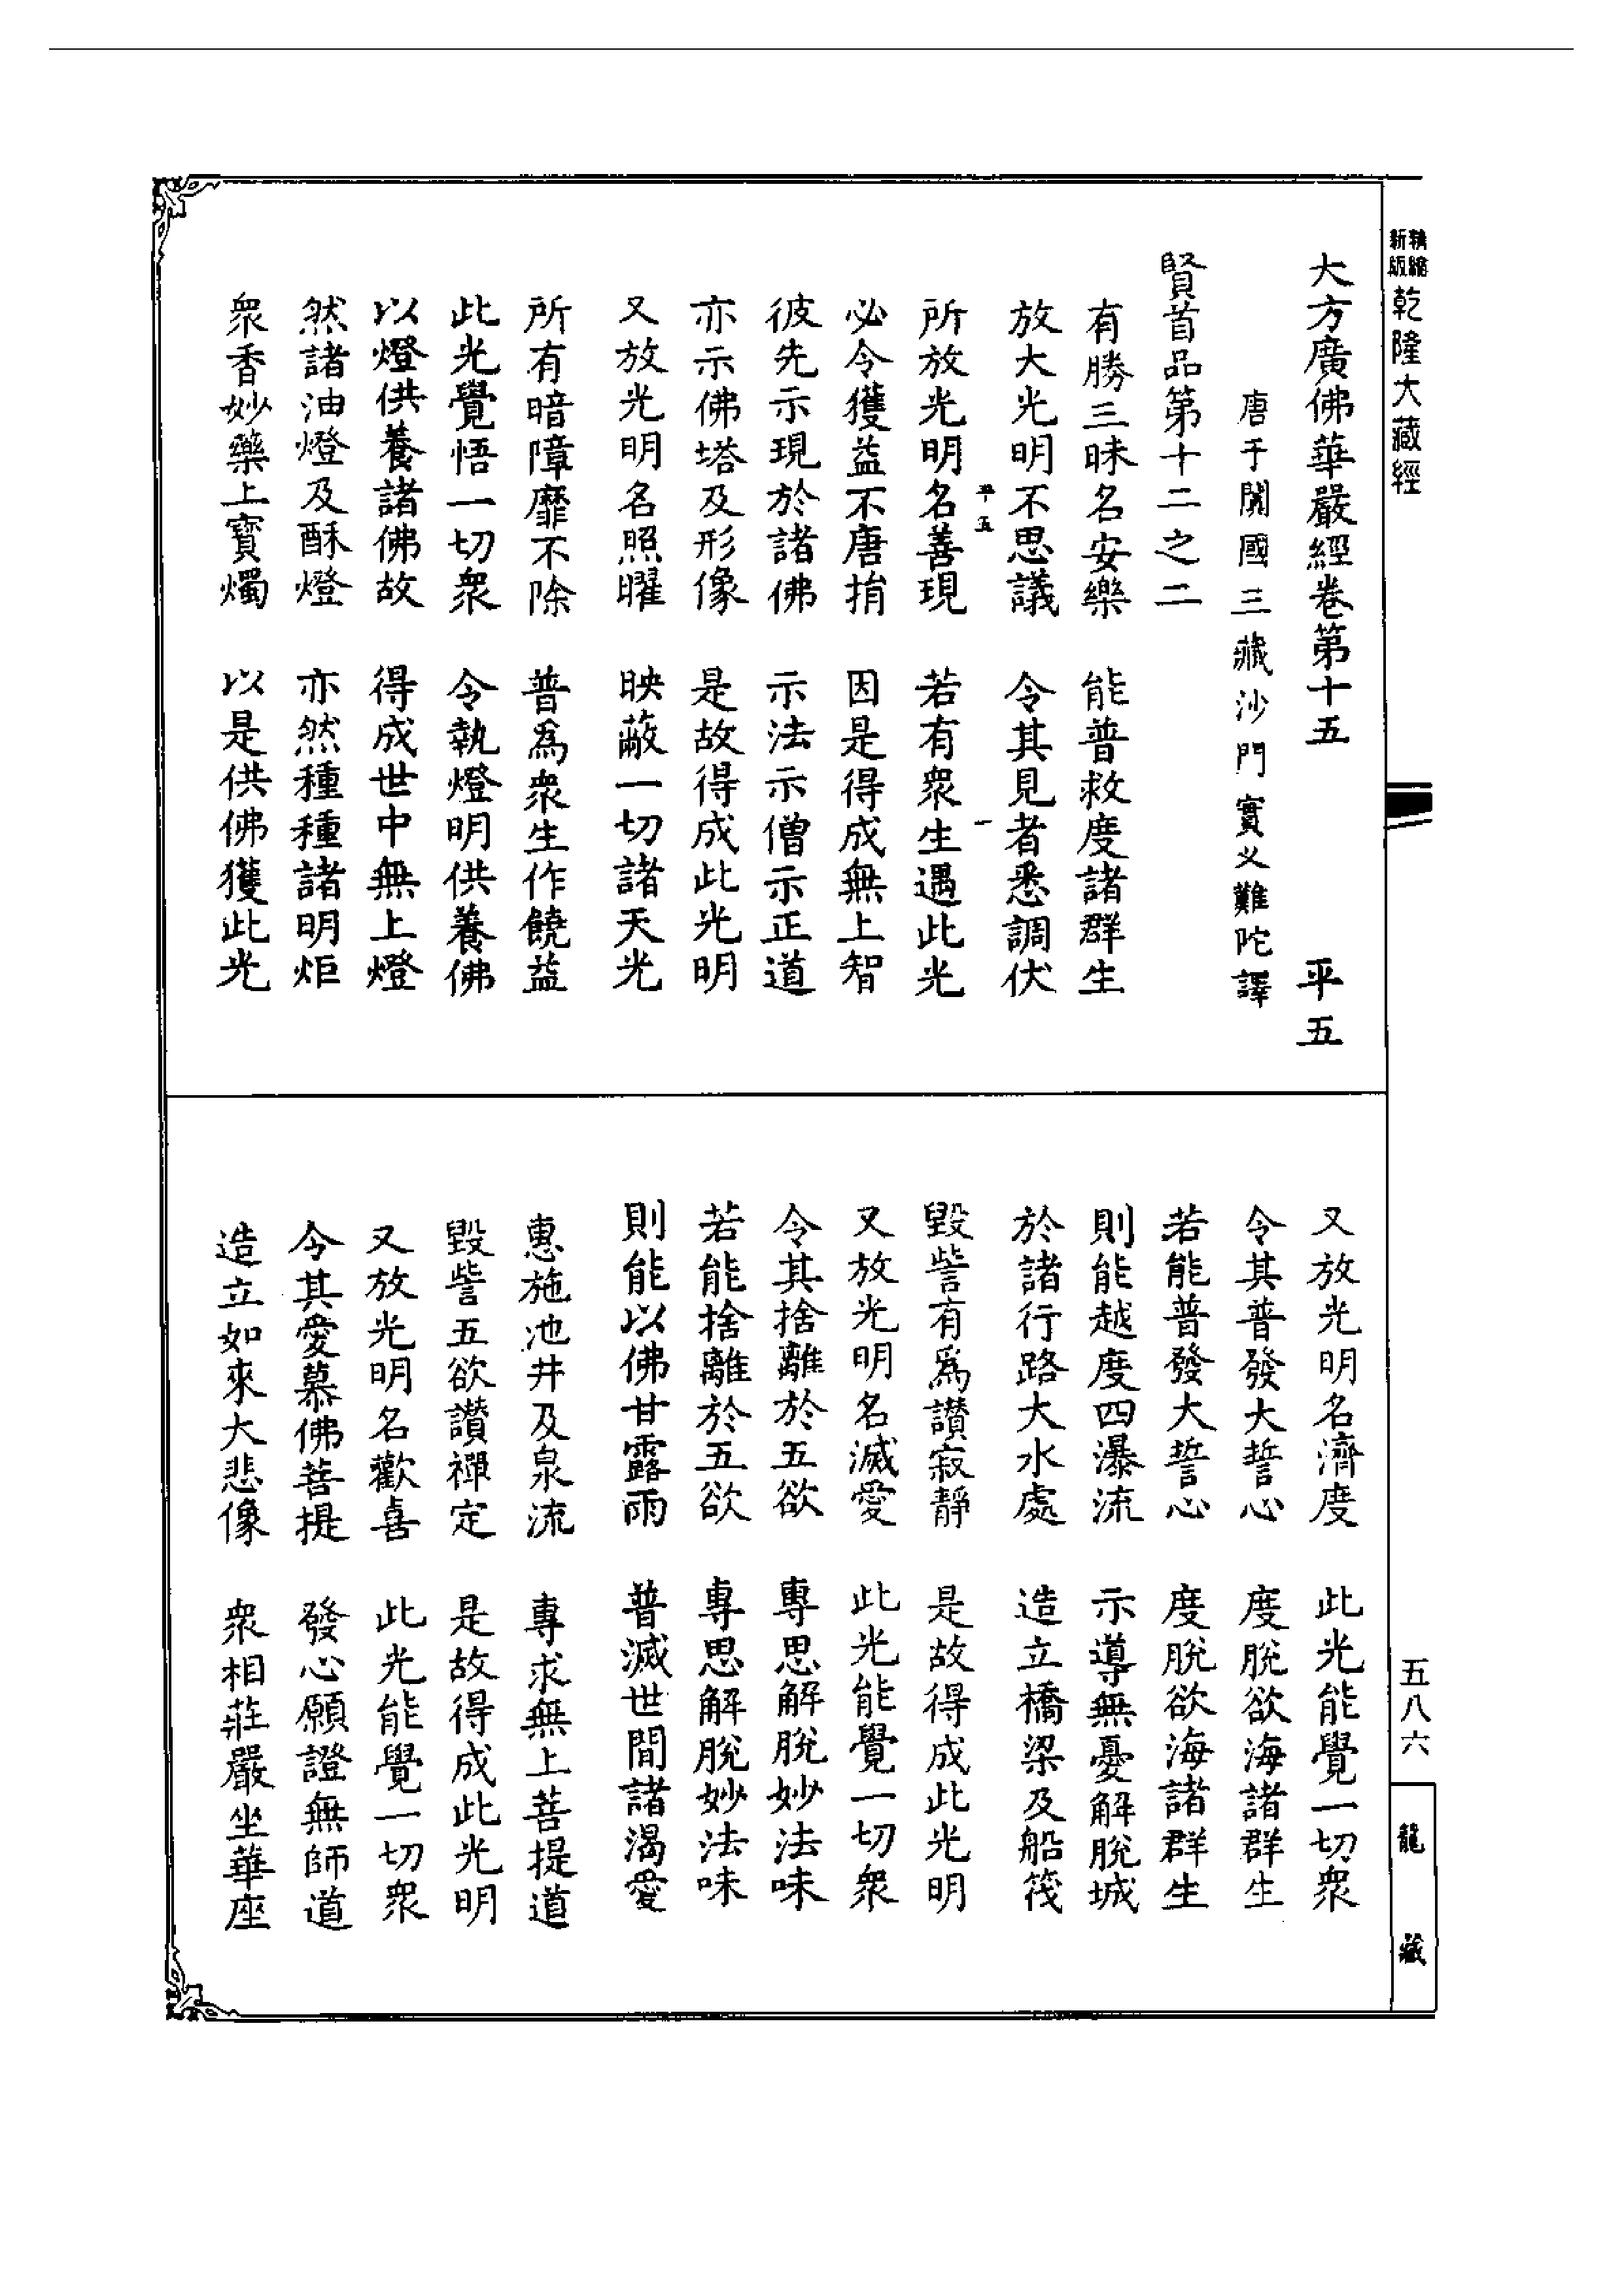 新版 精縮 乾隆大藏經
大方廣佛華嚴經卷第十五 平五
唐于闐國三藏沙門實叉難陀譯
賢首品第十二之二
有勝三昧名安樂 能普救度諸群生
放大光明不思議 令其見者悉調伏
平五 一
所放光明名善現 若有衆生遇此光
必令獲益不唐捐 因是得成無上智
彼先示現於諸佛 示法示僧示正道
亦示佛塔及形像 是故得成此光明
又放光明名照曜 映蔽一切諸天光
所有暗障靡不除 普爲衆生作饒益
此光覺悟一切衆 令執燈明供養佛
以燈供養諸佛故 得成世中無上燈
然諸油燈及酥燈 亦然種種諸明炬
衆香妙藥上寶燭 以是供佛獲此光
又放光明名濟度 此光能覺一切衆
令其普發大誓心 度脫欲海諸群生
若能普發大誓心 度脫欲海諸群生
則能越度四瀑流 示導無憂解脫城
於諸行路大水處 造立橋梁及船筏
毀訾有爲讚寂靜 是故得成此光明
又放光明名滅愛 此光能覺一切衆
令其捨離於五欲 專思解脫妙法味
若能捨離於五欲 專思解脫妙法味
則能以佛甘露雨 普滅世間諸渴愛
惠施池井及泉流 專求無上菩提道
毀訾五欲讚禪定 是故得成此光明
又放光明名歡喜 此光能覺一切衆
令其愛慕佛菩提 發心願證無師道
造立如來大悲像 衆相莊嚴坐華座
五八六
龍藏